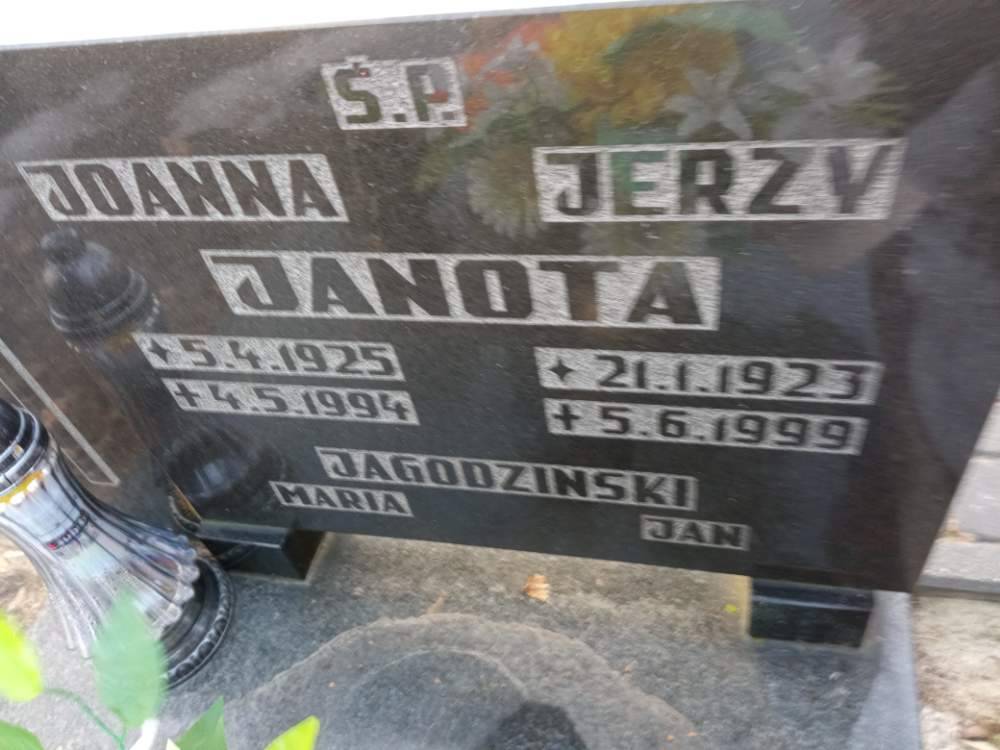 Ś.P.
JOANNA JERZY
JANOTA
✦ 5.4.1925 ✦ 21.1.1923
✝ 4.5.1994 ✝ 5.6.1999
JAGODZINSKI
MARIA JAN